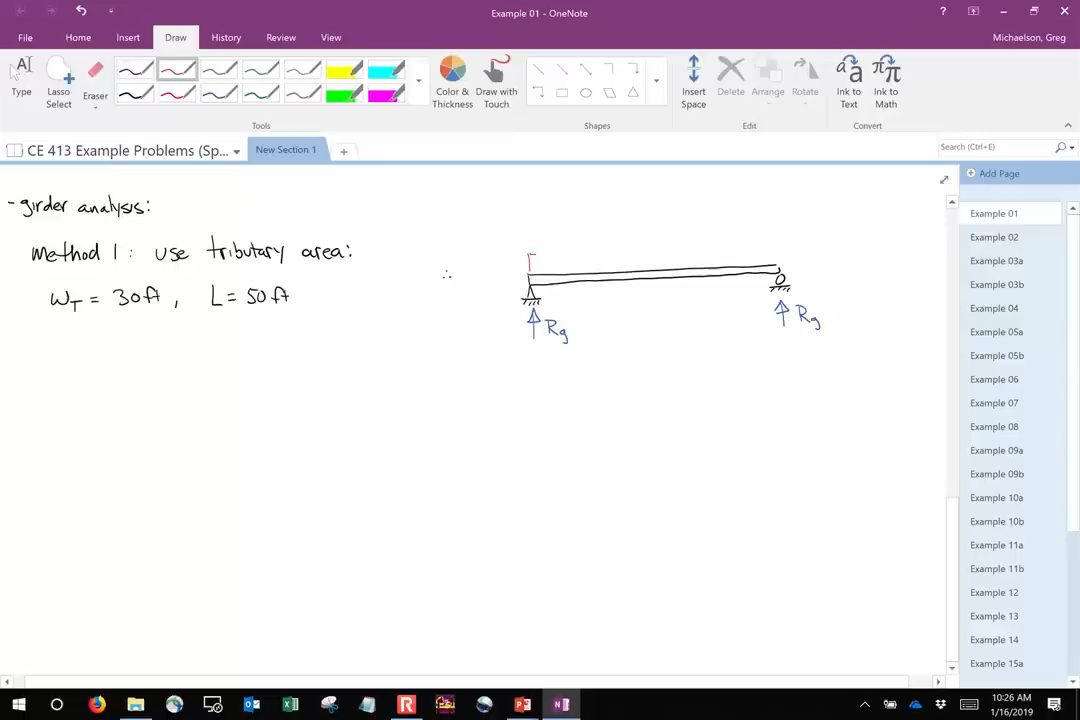 Example 01 - OneNote
?
Michaelson, Greg
File
Home
Insert
Draw
History
Review
View
Type
Lasso
Select
Eraser
Color &
Thickness
Draw with
Touch
Insert
Space
Delete
Arrange
Rotate
Ink to
Text
Ink to
Math
Tools
Shapes
Edit
Convert
CE 413 Example Problems (Sp...
New Section 1
Search (Ctrl+E)
Add Page
- girder analysis:
Method 1: use tributary area:
∴
w_T = 30 ft, L = 50 ft
R_g
R_g
Example 01
Example 02
Example 03a
Example 03b
Example 04
Example 05a
Example 05b
Example 06
Example 07
Example 08
Example 09a
Example 09b
Example 10a
Example 10b
Example 11a
Example 11b
Example 12
Example 13
Example 14
Example 15a
10:26 AM
1/16/2019